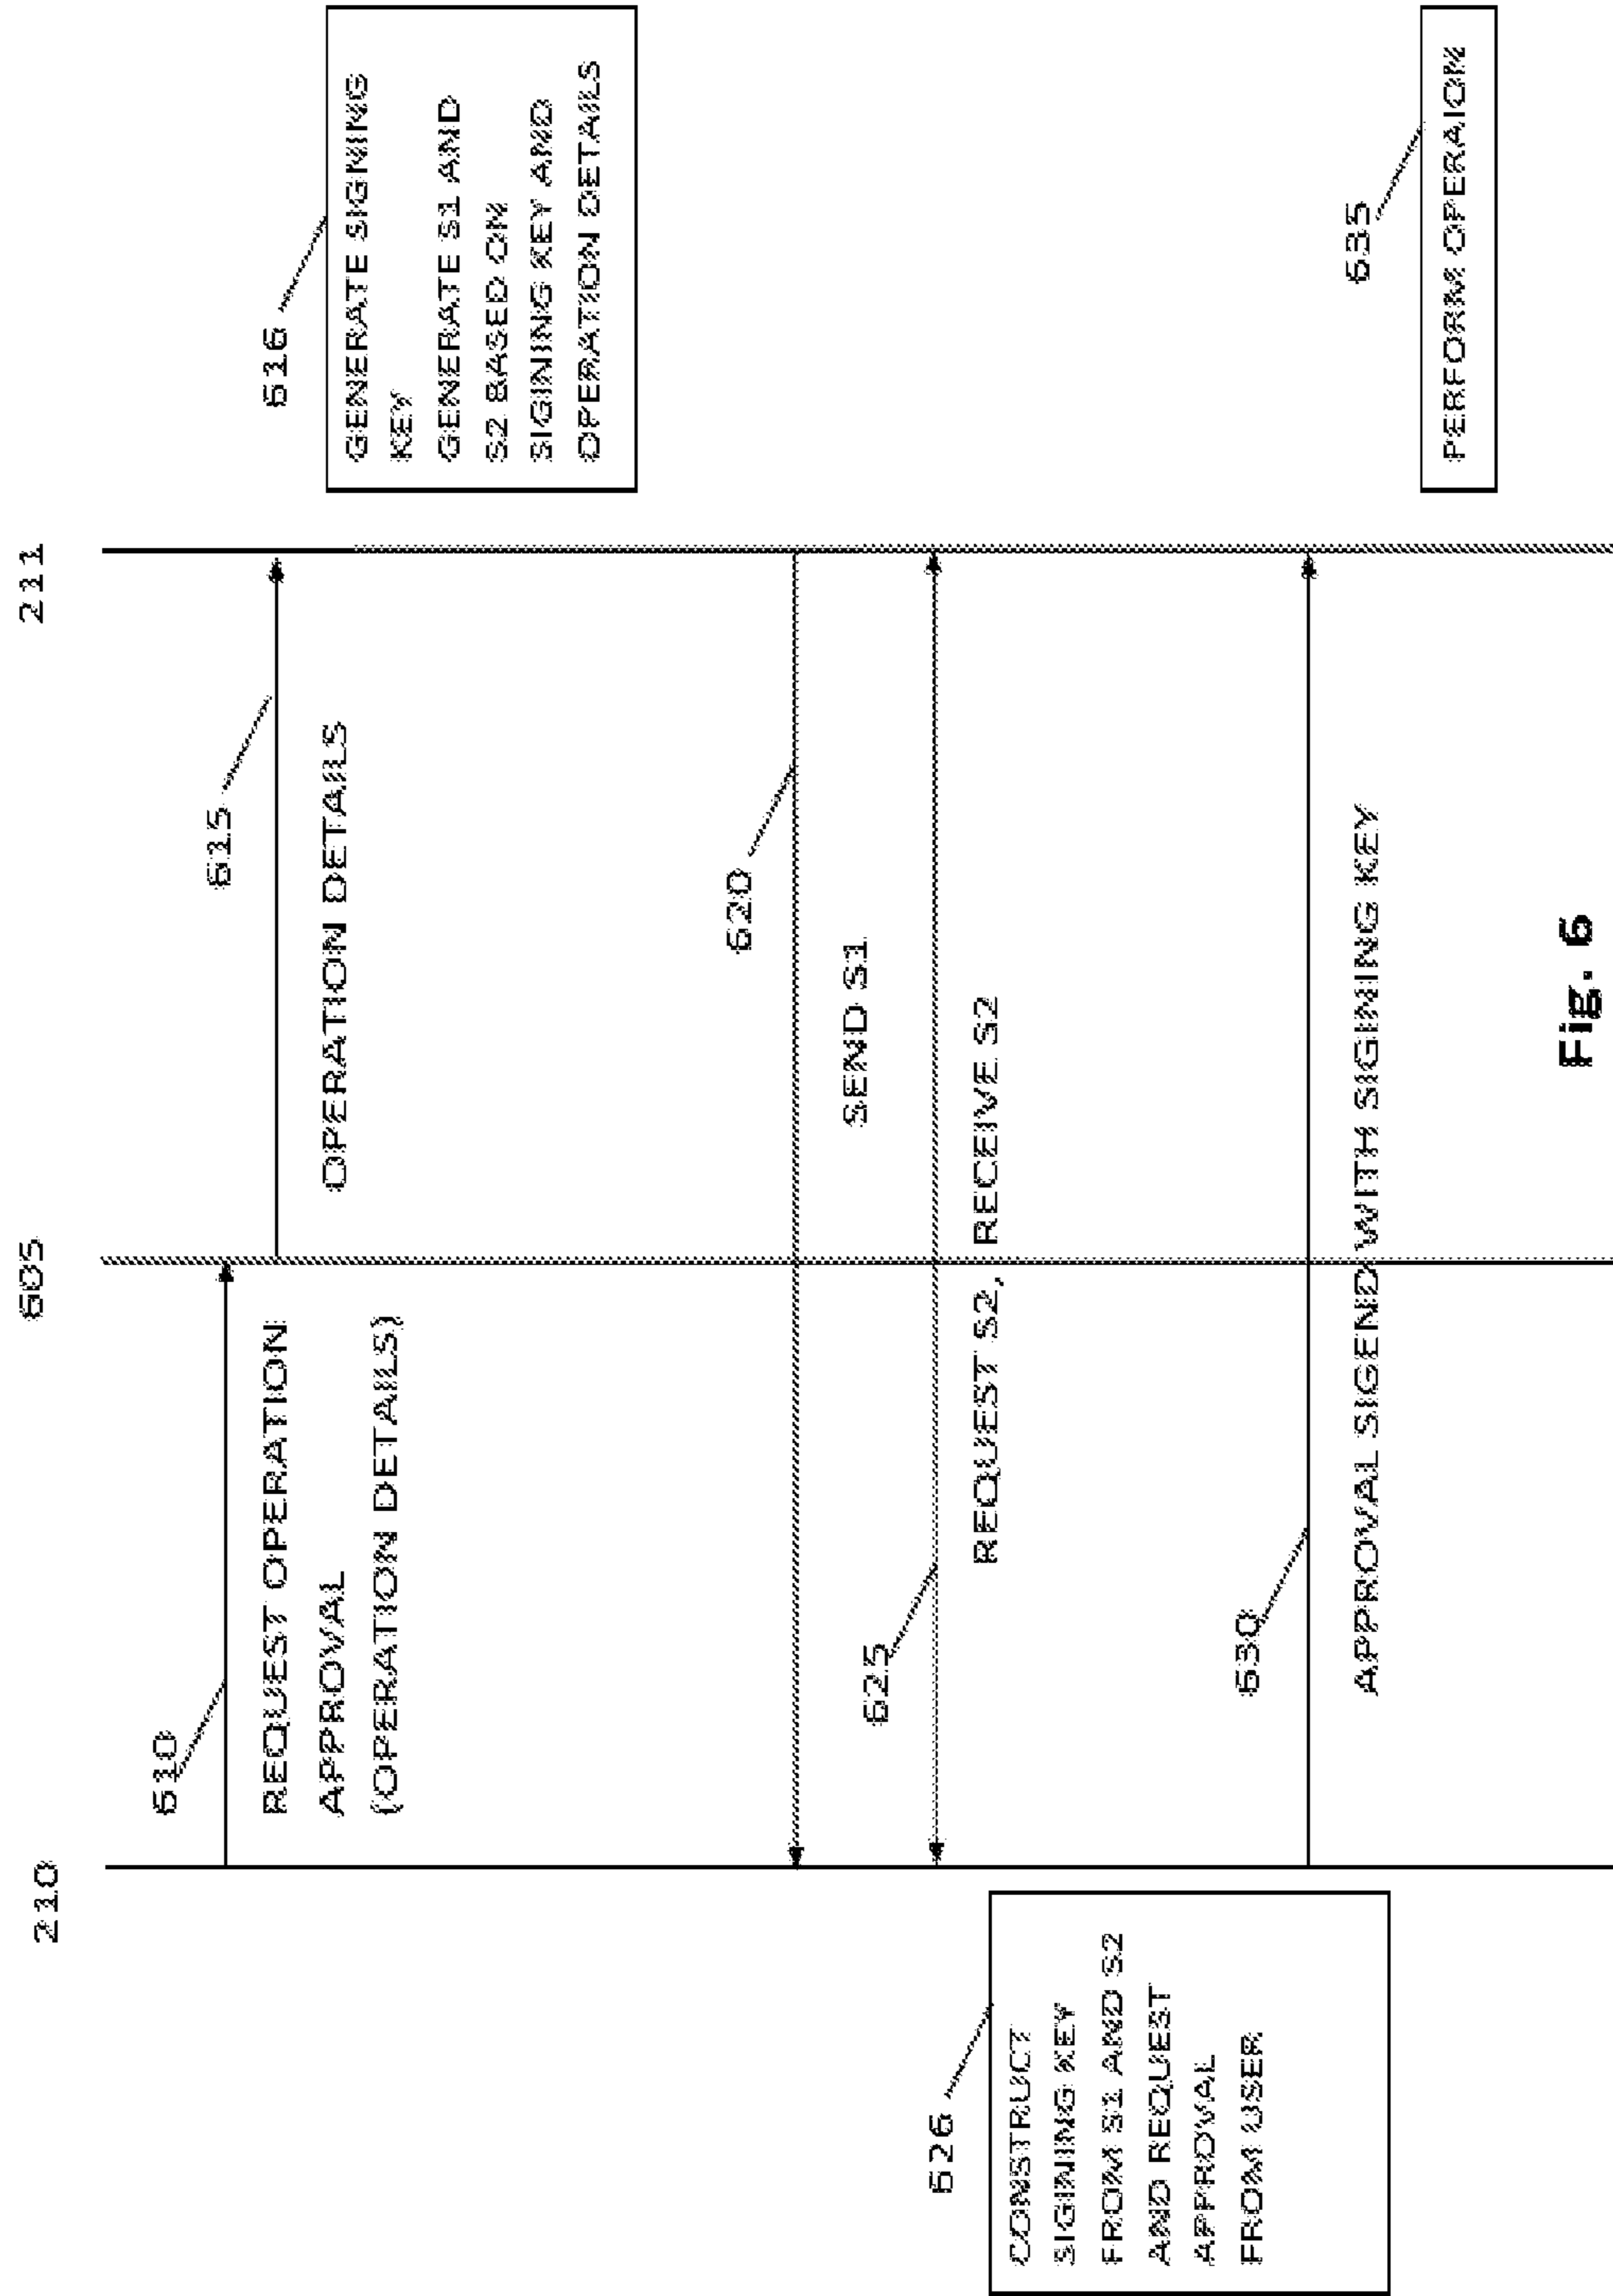 210
605
211
610
REQUEST OPERATION
APPROVAL
(OPERATION DETAILS)
615
OPERATION DETAILS
616
GENERATE SIGNING
KEY
GENERATE S1 AND
S2 BASED ON
SIGINING KEY AND
OPERATION DETAILS
620
SEND S1
625
REQUEST S2, RECEIVE S2
626
CONSTRUCT
SIGINING KEY
FROM S1 AND S2
AND REQUEST
APPROVAL
FROM USER
630
APPROVAL SIGEND WITH SIGINING KEY
635
PERFORM OPERAION
Fig. 6